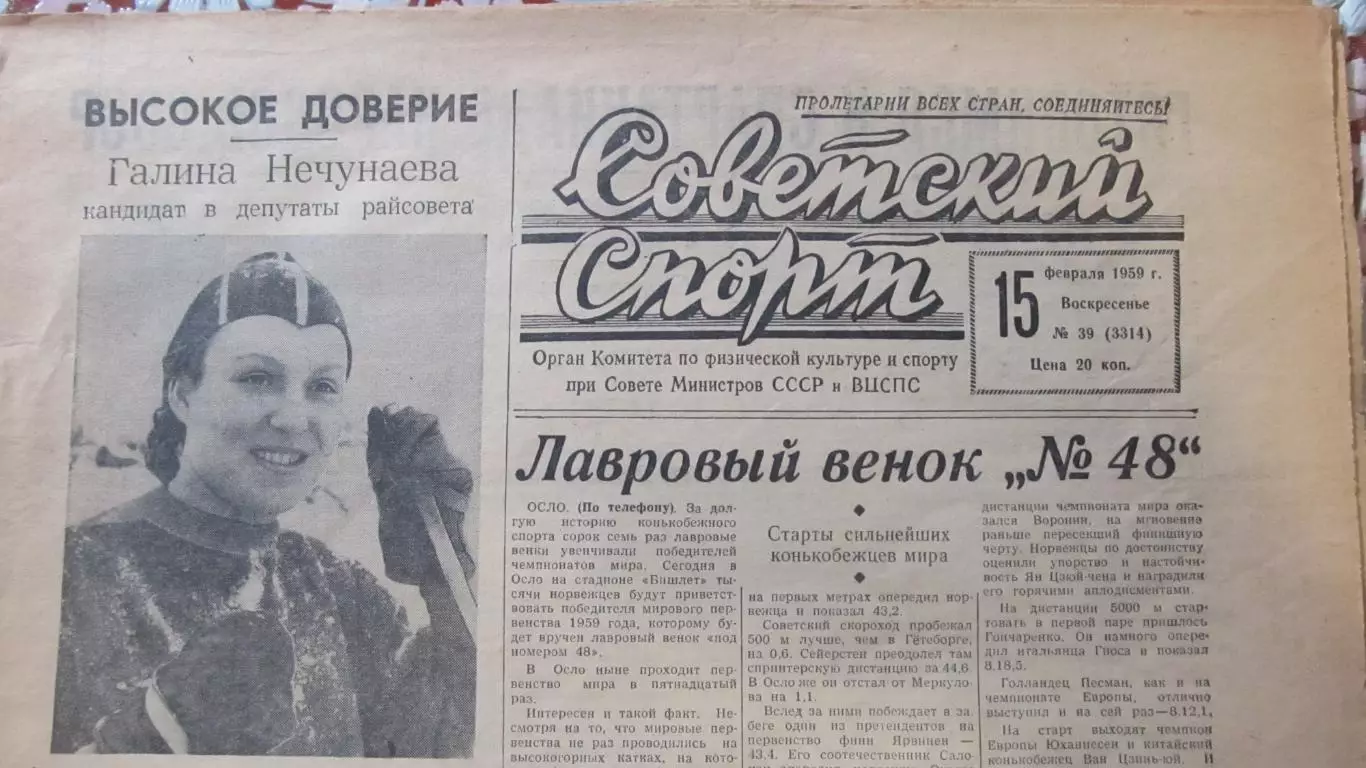 ВЫСОКОЕ ДОВЕРИЕ
Галина Нечунаева
кандидат в депутаты райсовета
ПРОЛЕТАРИИ ВСЕХ СТРАН, СОЕДИНЯЙТЕСЬ!
Советский
Спорт
15
февраля 1959 г.
Воскресенье
№ 39 (3314)
Цена 20 коп.
Орган Комитета по физической культуре и спорту
при Совете Министров СССР и ВЦСПС
Лавровый венок „№ 48“
ОСЛО. (По телефону). За дол-
гую историю конькобежного
спорта сорок семь раз лавровые
венки увенчивали победителей
чемпионатов мира. Сегодня в
Осло на стадионе «Бишлет» ты-
сячи норвежцев будут приветст-
вовать победителя мирового пер-
венства 1959 года, которому бу-
дет вручен лавровый венок «под
номером 48».
В Осло ныне проходит пер-
венство мира в пятнадцатый
раз.
Интересен и такой факт. Не-
смотря на то, что мировые пер-
венства не раз проводились на
высокогорных катках, на кото-
Старты сильнейших
конькобежцев мира
на первых метрах опередил нор-
вежца и показал 43,2.
Советский скороход пробежал
500 м лучше, чем в Гётеборге,
на 0,6. Сейерстен преодолел там
спринтерскую дистанцию за 44,6.
В Осло же он отстал от Меркуло-
ва на 1,1.
Вслед за ними побеждает в за-
беге один из претендентов на
первенство финн Ярвинен —
43,4. Его соотечественник Сало-
дистанции чемпионата мира ока-
зался Воронин, на мгновение
раньше пересекший финишную
черту. Норвежцы по достоинству
оценили упорство и настойчи-
вость Ян Цзюй-чена и наградили
его горячими аплодисментами.
На дистанции 5000 м старто-
вать в первой паре пришлось
Гончаренко. Он намного опере-
дил итальянца Гиоса и показал
8.18,5.
Голландец Песман, как и на
чемпионате Европы, отлично
выступил и на сей раз—8.12,1,
На старт выходят чемпион
Европы Юханнесен и китайский
конькобежец Ван Цзинь-юй. И